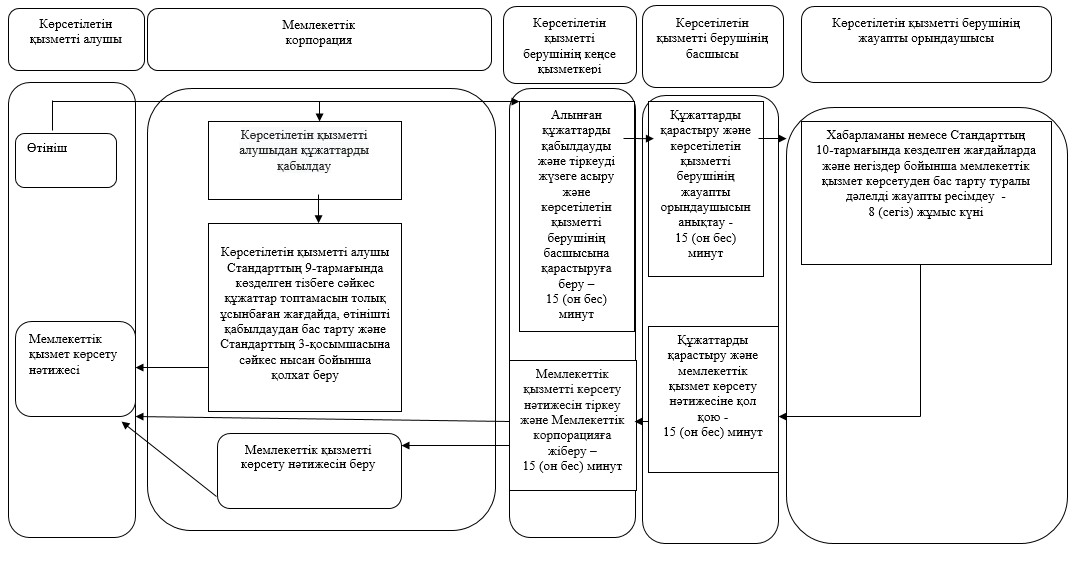 Көрсетілетін
қызметті алушы
Мемлекеттік
корпорация
Көрсетілетін
қызметті
берушінің кеңсе
қызметкері
Көрсетілетін
қызметті берушінің
басшысы
Көрсетілетін қызметті берушінің
жауапты орындаушысы
Өтініш
Көрсетілетін қызметті
алушыдан құжаттарды
қабылдау
Көрсетілетін қызметті алушы
Стандарттың 9-тармағында
көзделген тізбеге сәйкес
құжаттар топтамасын толық
ұсынбаған жағдайда, өтінішті
қабылдаудан бас тарту және
Стандарттың 3-қосымшасына
сәйкес нысан бойынша
қолхат беру
Мемлекеттік
қызмет көрсету
нәтижесі
Мемлекеттік қызметті
көрсету нәтижесін беру
Алынған
құжаттарды
қабылдауды
және тіркеуді
жүзеге асыру
және
көрсетілетін
қызметті
берушінің
басшысына
қарастыруға
беру –
15 (он бес)
минут
Мемлекеттік
қызметті көрсету
нәтижесін тіркеу
және Мемлекеттік
корпорацияға
жіберу –
15 (он бес) минут
Құжаттарды
қарастыру және
көрсетілетін
қызметті
берушінің
жауапты
орындаушысын
анықтау -
15 (он бес)
минут
Құжаттарды
қарастыру және
мемлекеттік
қызмет көрсету
нәтижесіне қол
қою -
15 (он бес) минут
Хабарламаны немесе Стандарттың
10-тармағында көзделген жағдайларда
және негіздер бойынша мемлекеттік
қызмет көрсетуден бас тарту туралы
дәлелді жауапты ресімдеу -
8 (сегіз) жұмыс күні